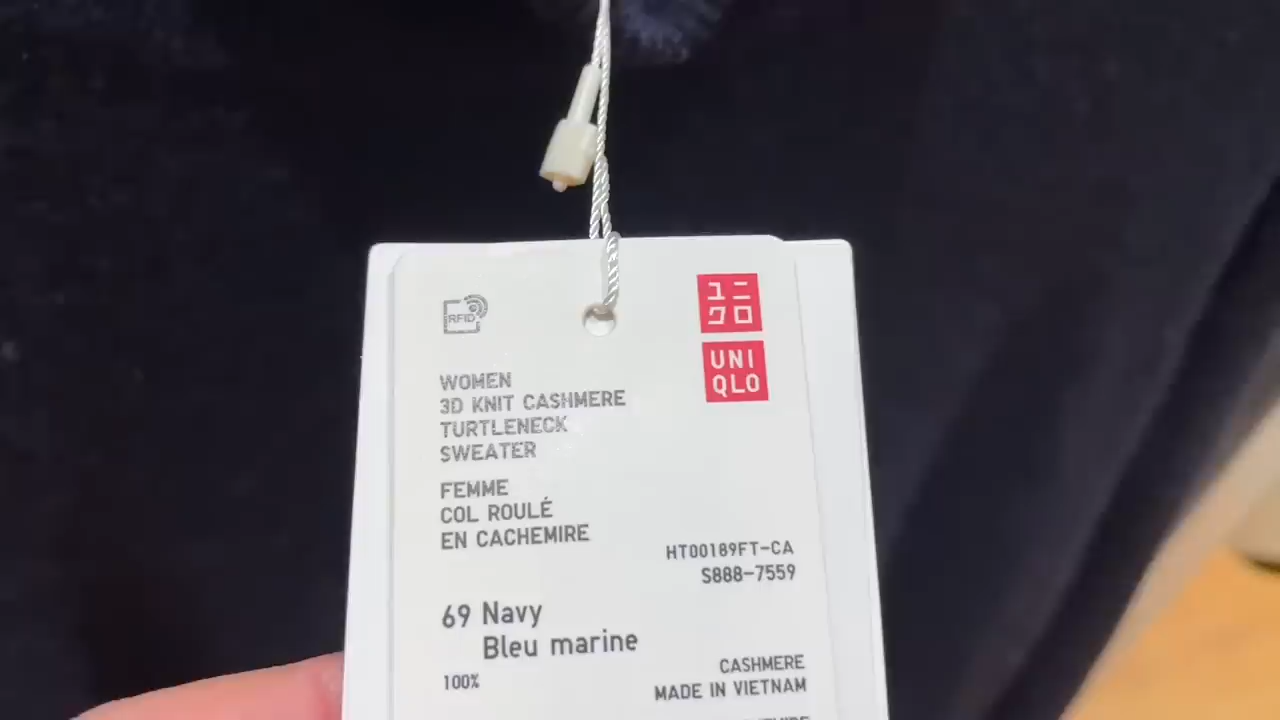 RFID
ユニ
クロ
UNI
QLO
WOMEN
3D KNIT CASHMERE
TURTLENECK
SWEATER
FEMME
COL ROULÉ
EN CACHEMIRE
HT00189FT-CA
S888-7559
69 Navy
Bleu marine
100% CASHMERE
MADE IN VIETNAM